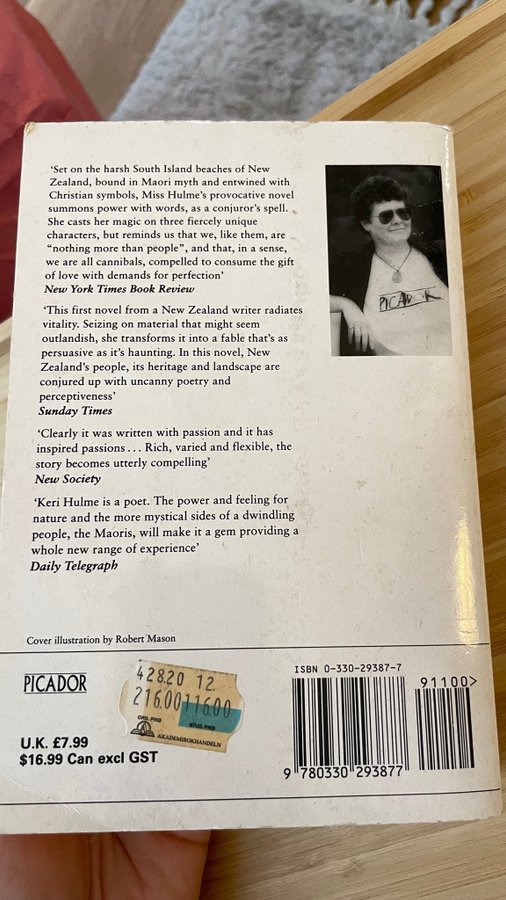 ‘Set on the harsh South Island beaches of New
Zealand, bound in Maori myth and entwined with
Christian symbols, Miss Hulme’s provocative novel
summons power with words, as a conjuror’s spell.
She casts her magic on three fiercely unique
characters, but reminds us that we, like them, are
“nothing more than people”, and that, in a sense,
we are all cannibals, compelled to consume the gift
of love with demands for perfection’
New York Times Book Review
‘This first novel from a New Zealand writer radiates
vitality. Seizing on material that might seem
outlandish, she transforms it into a fable that’s as
persuasive as it’s haunting. In this novel, New
Zealand’s people, its heritage and landscape are
conjured up with uncanny poetry and
perceptiveness’
Sunday Times
‘Clearly it was written with passion and it has
inspired passions ... Rich, varied and flexible, the
story becomes utterly compelling’
New Society
‘Keri Hulme is a poet. The power and feeling for
nature and the more mystical sides of a dwindling
people, the Maoris, will make it a gem providing a
whole new range of experience’
Daily Telegraph
PICADOR
Cover illustration by Robert Mason
PICADOR
U.K. £7.99
$16.99 Can excl GST
42820 12
216.00 116.00
ORD. PRIS STUD. PRIS
AKADEMIBOKHANDELN
ISBN 0-330-29387-7
91100>
9 780330 293877